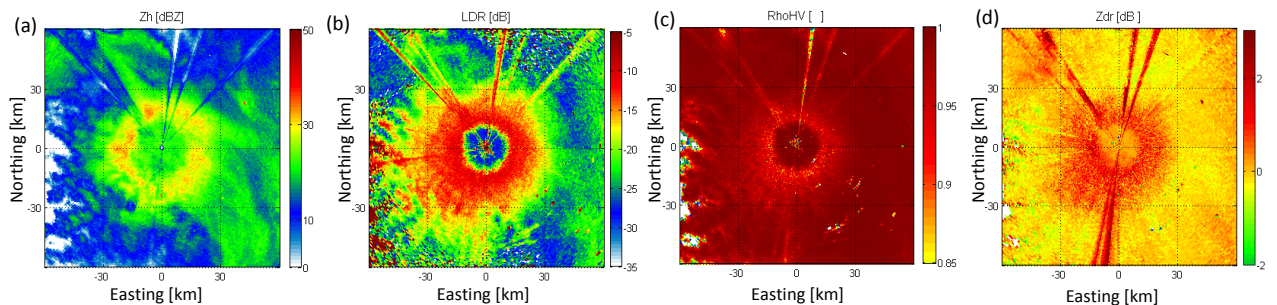 (a) Zh [dBZ]
50
40
30
10
0
30
0
-30
-30 0 30
Northing [km]
Easting [km]
(b) LDR [dB]
-5
-10
-15
-20
-25
-30
-35
30
0
-30
-30 0 30
Northing [km]
Easting [km]
(c) RhoHV [ ]
1
0.95
0.9
0.85
30
0
-30
-30 0 30
Northing [km]
Easting [km]
(d) Zdr [dB]
2
0
-2
30
0
-30
-30 0 30
Northing [km]
Easting [km]